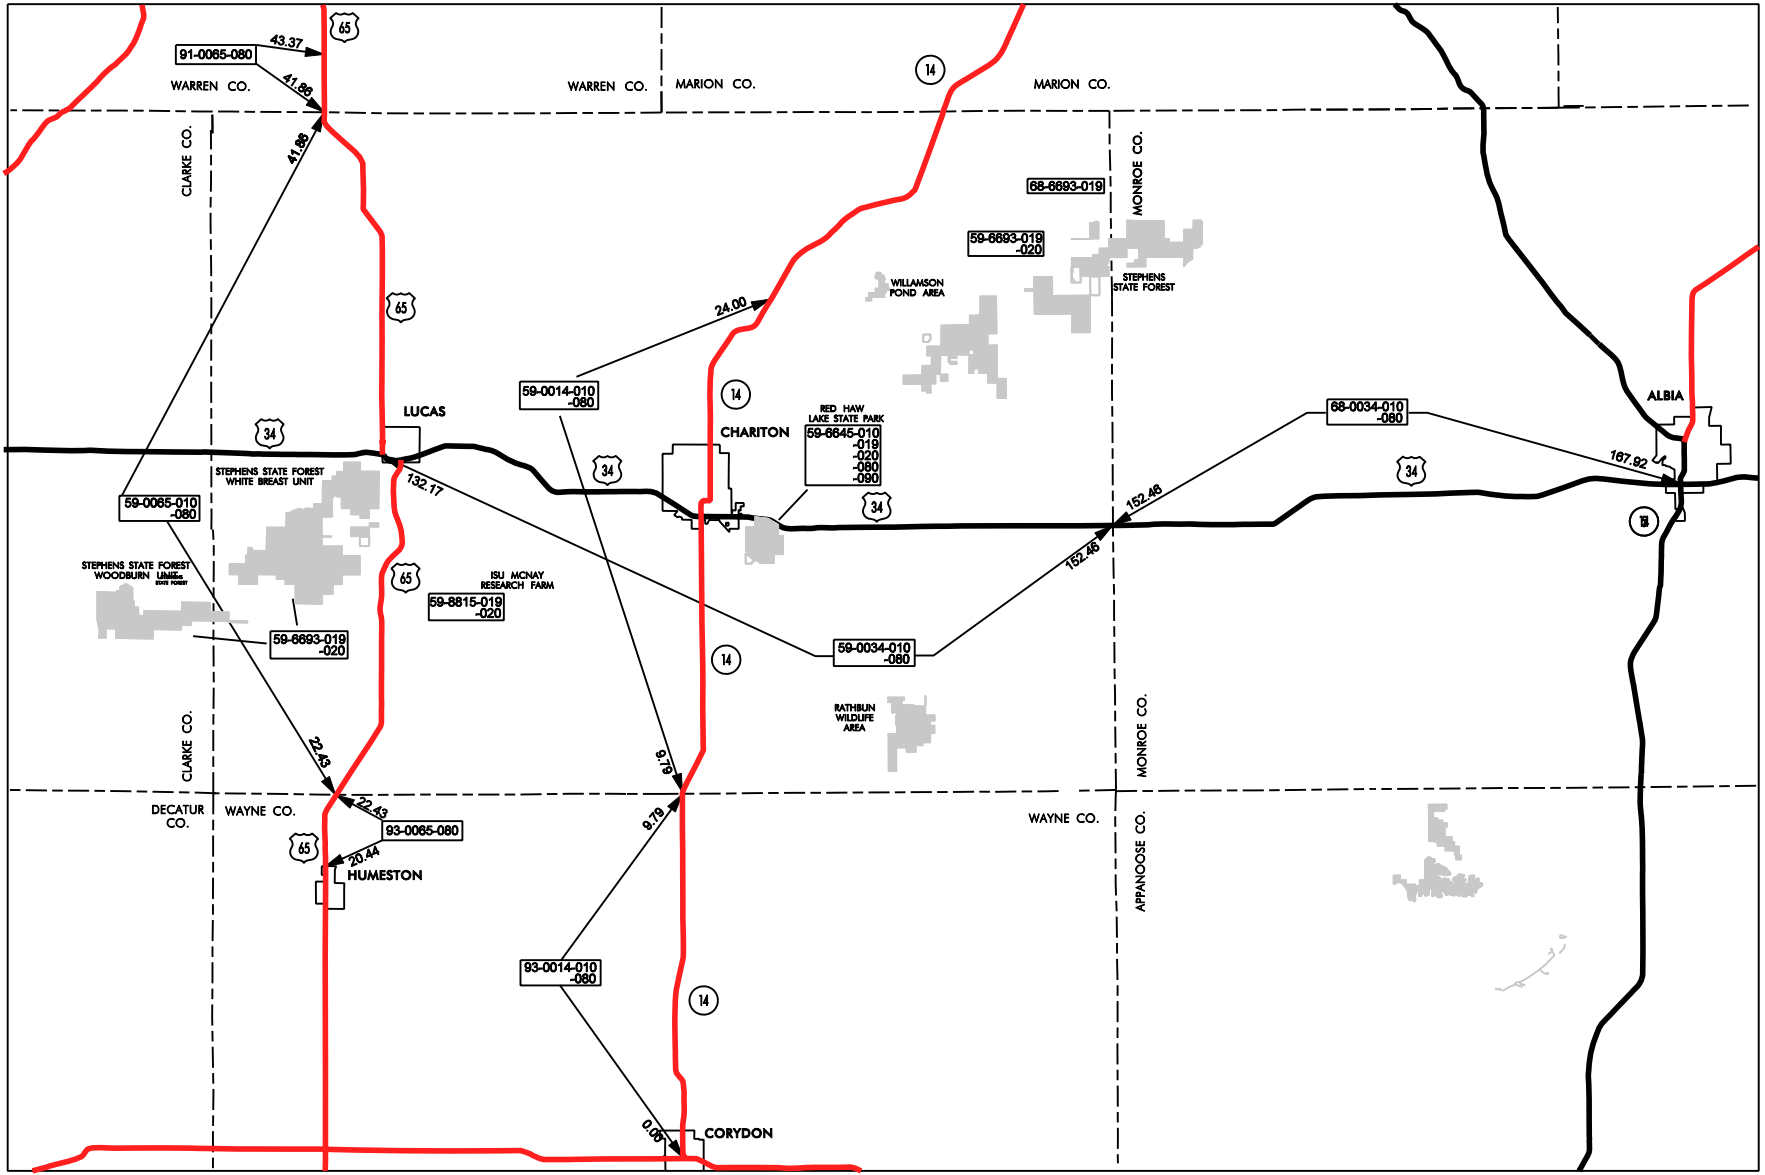 65
43.37
91-0065-080
14
41.86
WARREN CO.
WARREN CO.
MARION CO.
MARION CO.
CLARKE CO.
41.86
MONROE CO.
68-6693-019
59-6693-019
-020
STEPHENS
STATE FOREST
WILLAMSON
POND AREA
65
24.00
59-0014-010
-080
14
ALBIA
68-0034-010
-080
LUCAS
RED HAW
LAKE STATE PARK
59-6645-010
-019
-020
-080
-090
CHARITON
34
34
34
34
167.92
STEPHENS STATE FOREST
WHITE BREAST UNIT
132.17
152.46
59-0065-010
-080
152.46
STEPHENS STATE FOREST
WOODBURN UNIT
STATE FOREST
65
ISU MCNAY
RESEARCH FARM
59-8815-019
-020
59-6693-019
-020
59-0034-010
-080
14
RATHBUN
WILDLIFE
AREA
CLARKE CO.
MONROE CO.
22.43
9.79
DECATUR
CO.
WAYNE CO.
22.43
93-0065-080
9.79
WAYNE CO.
65
20.44
HUMESTON
APPANOOSE CO.
93-0014-010
-080
14
0.00
CORYDON